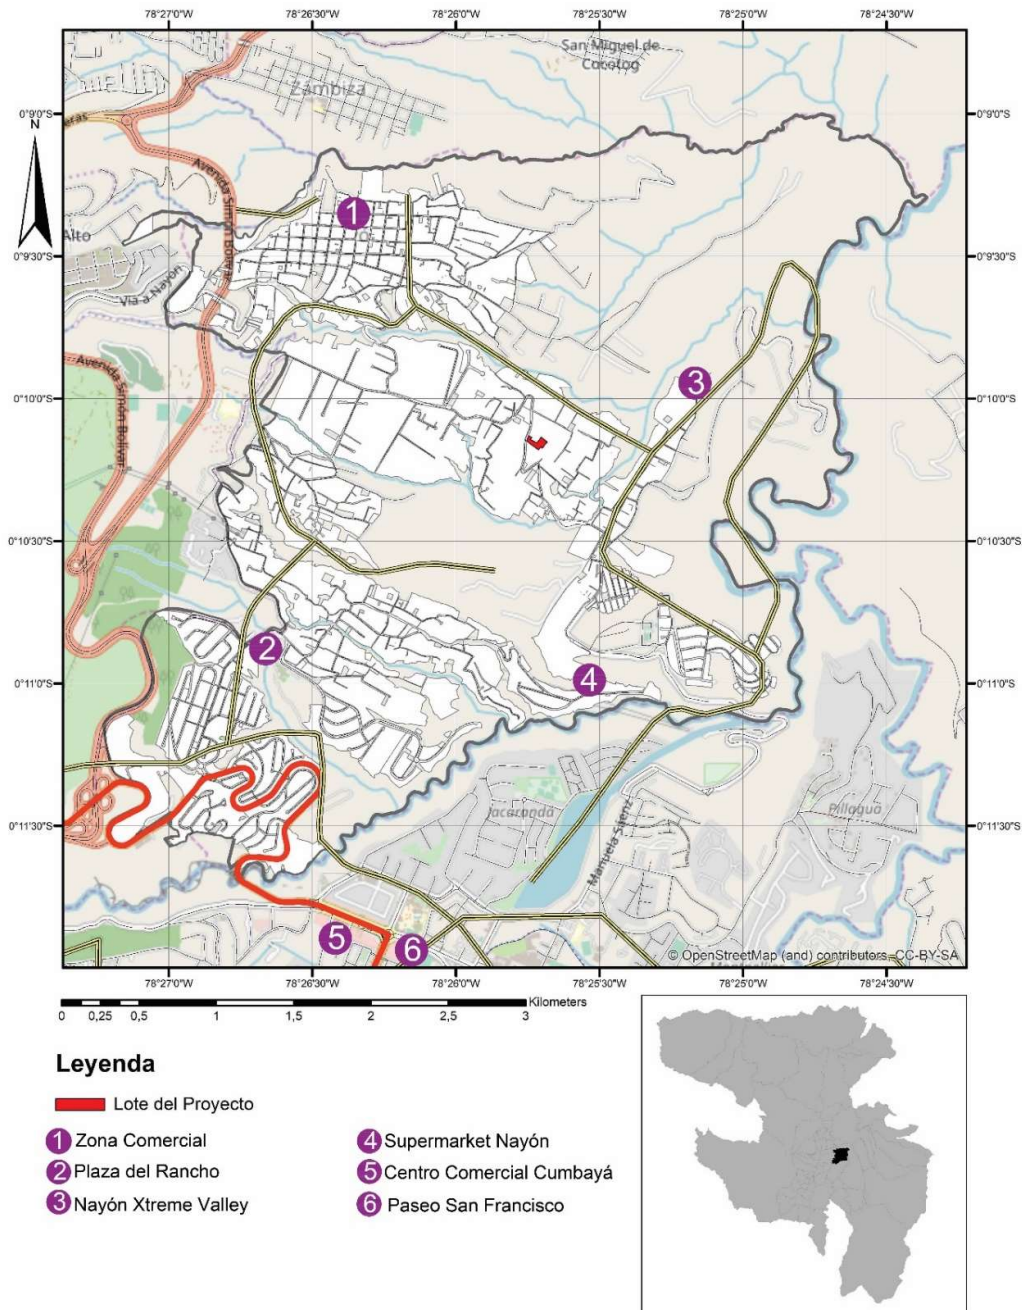 78°27'0"W 78°26'30"W 78°26'0"W 78°25'30"W 78°25'0"W 78°24'30"W
San Miguel de
Cocotog
Zámbiza
0°9'0"S 0°9'0"S
N
eras
Avenida Simón Bolívar
1
Alto
0°9'30"S 0°9'30"S
Vía a Nayón
Avenida Simón Bolívar
3
0°10'0"S 0°10'0"S
0°10'30"S 0°10'30"S
2
4
0°11'0"S 0°11'0"S
Jacaranda
Pillagua
Manuela Sáenz
0°11'30"S 0°11'30"S
5
6
© OpenStreetMap (and) contributors, CC-BY-SA
78°27'0"W 78°26'30"W 78°26'0"W 78°25'30"W 78°25'0"W 78°24'30"W
Kilometers
0 0,25 0,5 1 1,5 2 2,5 3
Leyenda
Lote del Proyecto
1 Zona Comercial
2 Plaza del Rancho
3 Nayón Xtreme Valley
4 Supermarket Nayón
5 Centro Comercial Cumbayá
6 Paseo San Francisco